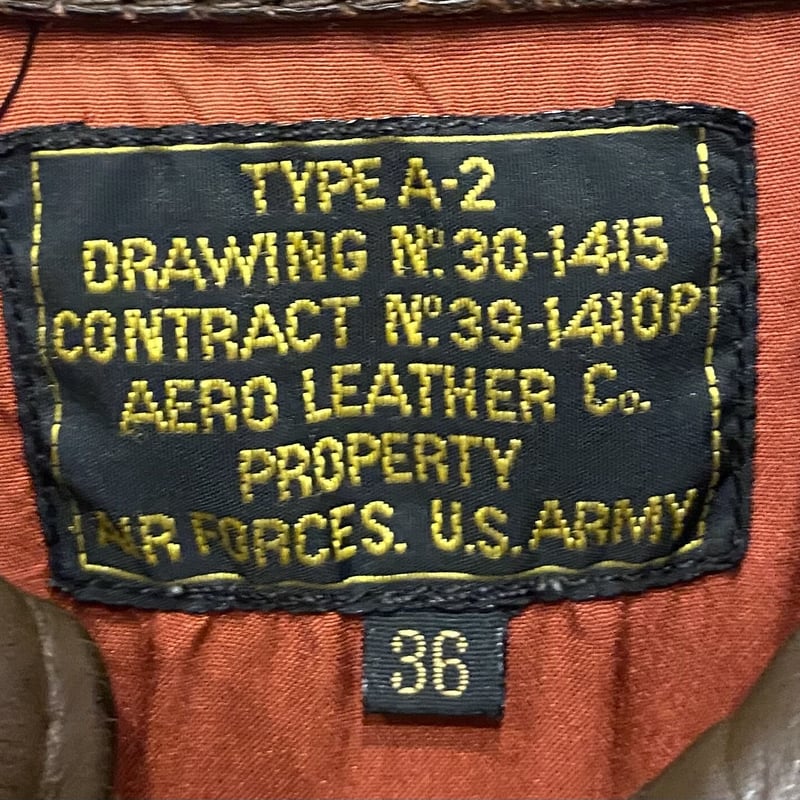 TYPE A-2
DRAWING Nº. 30-1415
CONTRACT Nº. 39-1410P
AERO LEATHER Co.
PROPERTY
AIR FORCES. U.S. ARMY
36